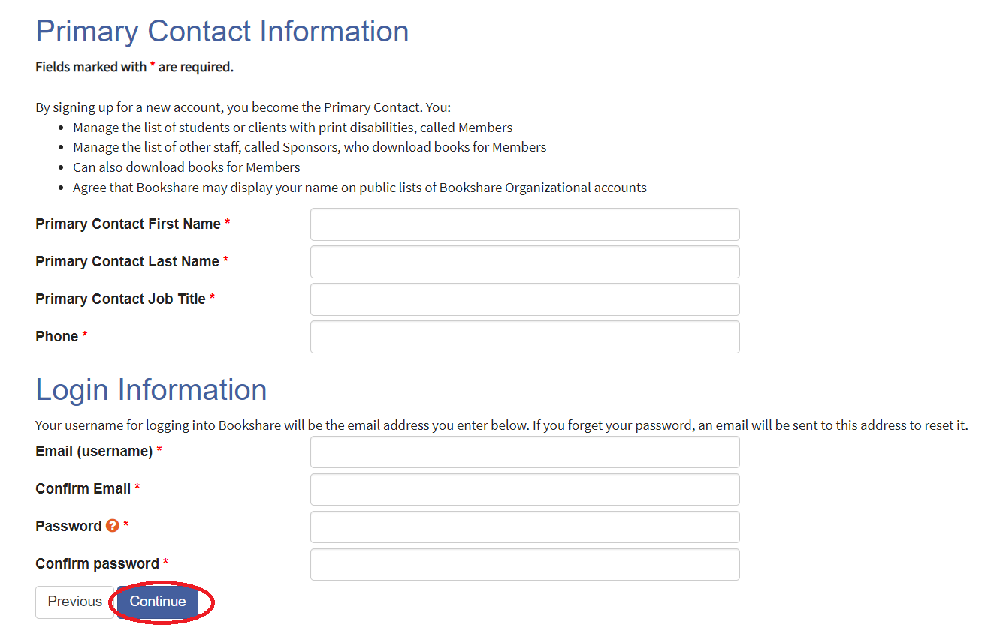 Primary Contact Information
Fields marked with * are required.
By signing up for a new account, you become the Primary Contact. You:
• Manage the list of students or clients with print disabilities, called Members
• Manage the list of other staff, called Sponsors, who download books for Members
• Can also download books for Members
• Agree that Bookshare may display your name on public lists of Bookshare Organizational accounts
Primary Contact First Name *
Primary Contact Last Name *
Primary Contact Job Title *
Phone *
Login Information
Your username for logging into Bookshare will be the email address you enter below. If you forget your password, an email will be sent to this address to reset it.
Email (username) *
Confirm Email *
Password ? *
Confirm password *
Previous Continue